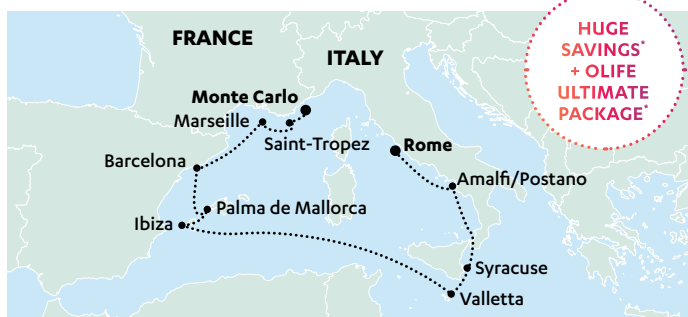 FRANCE
ITALY
HUGE
SAVINGS*
+ OLIFE
ULTIMATE
PACKAGE*
Monte Carlo
Marseille
Saint-Tropez
Rome
Barcelona
Amalfi/Postano
Palma de Mallorca
Ibiza
Syracuse
Valletta